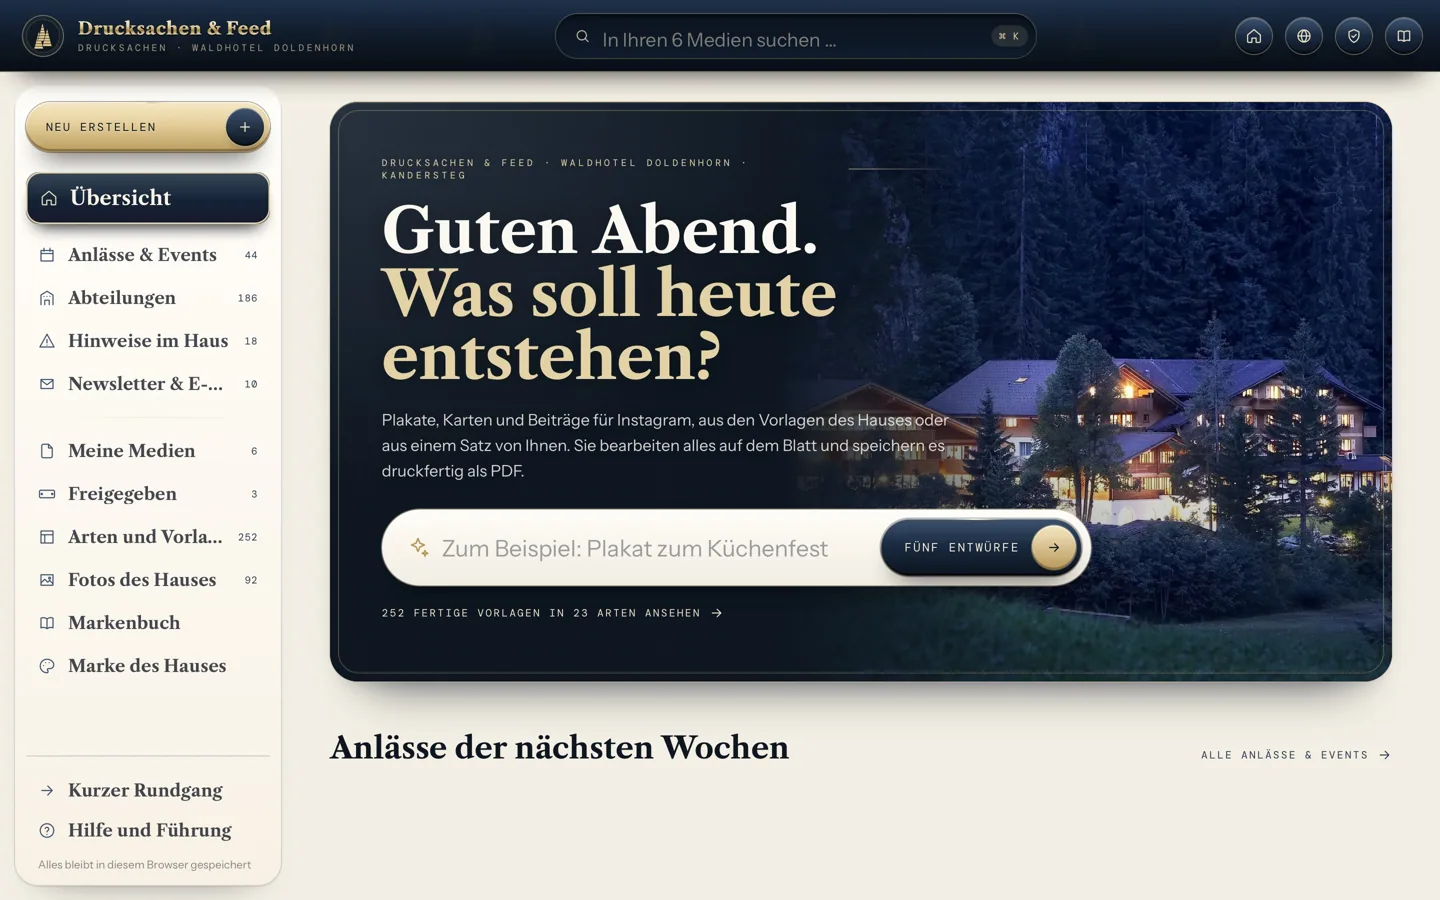 Drucksachen & Feed
DRUCKSACHEN · WALDHOTEL DOLDENHORN
In Ihren 6 Medien suchen ...
⌘ K
NEU ERSTELLEN
Übersicht
Anlässe & Events 44
Abteilungen 186
Hinweise im Haus 18
Newsletter & E-... 10
Meine Medien 6
Freigegeben 3
Arten und Vorla... 252
Fotos des Hauses 92
Markenbuch
Marke des Hauses
Kurzer Rundgang
Hilfe und Führung
Alles bleibt in diesem Browser gespeichert
DRUCKSACHEN & FEED · WALDHOTEL DOLDENHORN ·
KANDERSTEG
Guten Abend.
Was soll heute
entstehen?
Plakate, Karten und Beiträge für Instagram, aus den Vorlagen des Hauses oder
aus einem Satz von Ihnen. Sie bearbeiten alles auf dem Blatt und speichern es
druckfertig als PDF.
Zum Beispiel: Plakat zum Küchenfest
FÜNF ENTWÜRFE
252 FERTIGE VORLAGEN IN 23 ARTEN ANSEHEN
Anlässe der nächsten Wochen
ALLE ANLÄSSE & EVENTS